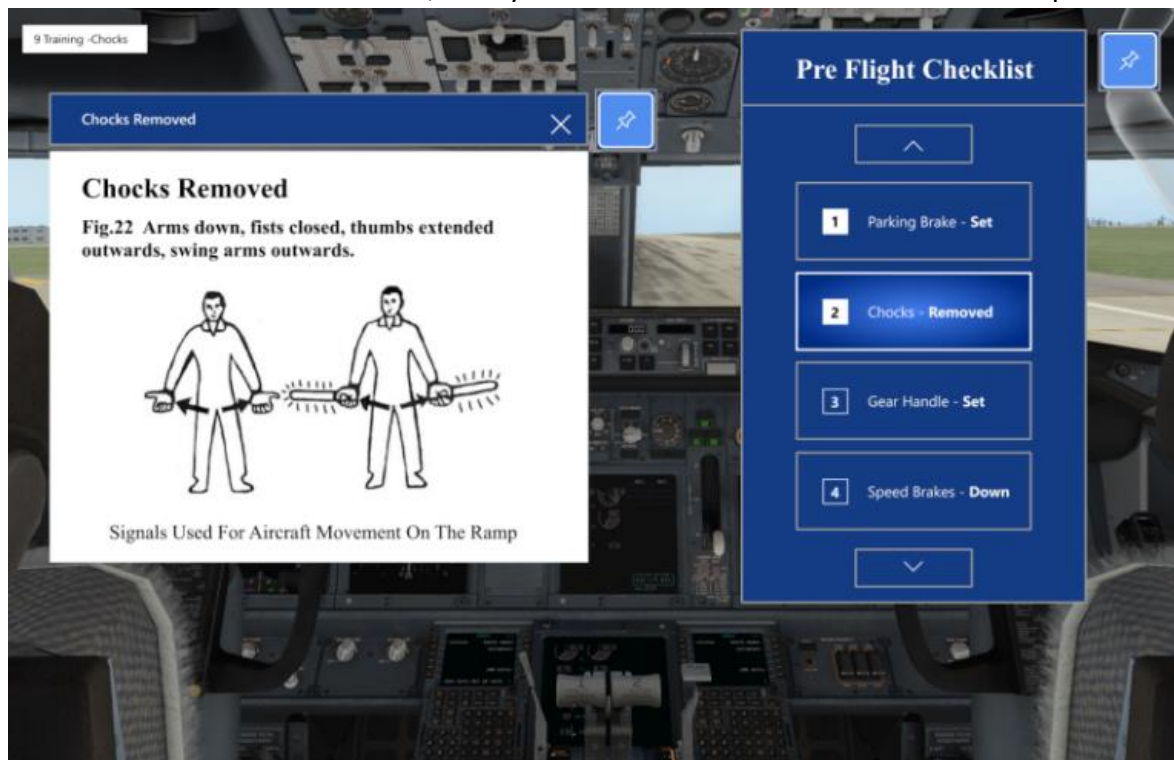 9 Training -Chocks
Chocks Removed
Chocks Removed
Fig.22 Arms down, fists closed, thumbs extended
outwards, swing arms outwards.
Signals Used For Aircraft Movement On The Ramp
Pre Flight Checklist
1 Parking Brake - Set
2 Chocks - Removed
3 Gear Handle - Set
4 Speed Brakes - Down